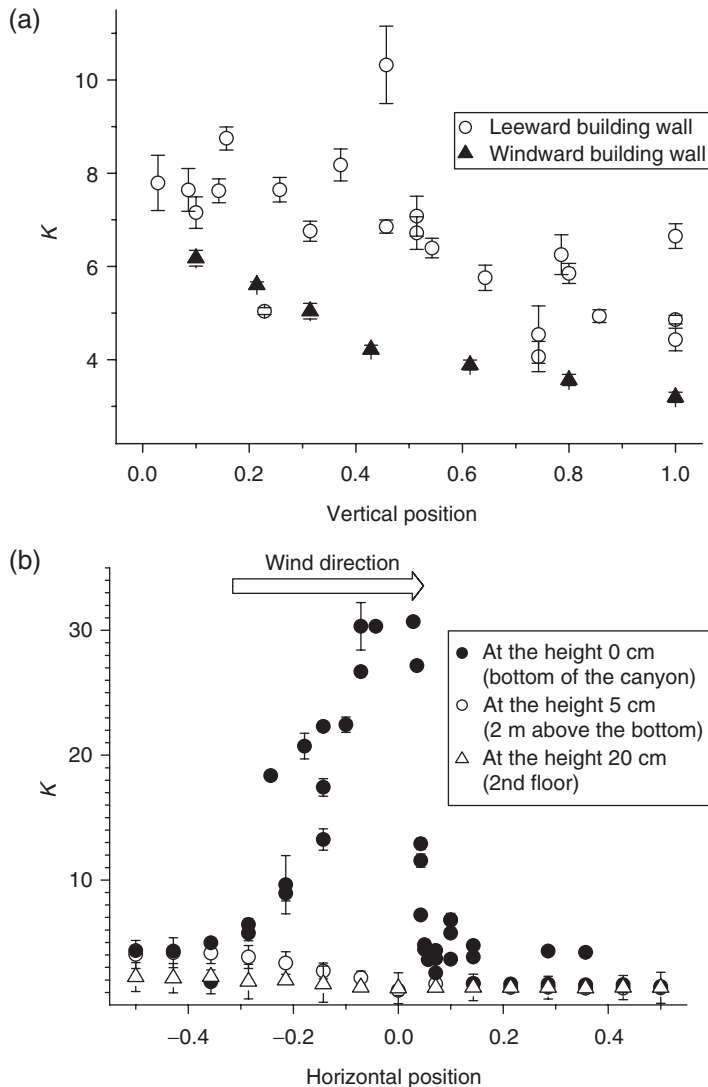 (a)
10
8
6
4
K
Leeward building wall
Windward building wall
0.0 0.2 0.4 0.6 0.8 1.0
Vertical position
(b)
Wind direction
30
20
10
K
At the height 0 cm
(bottom of the canyon)
At the height 5 cm
(2 m above the bottom)
At the height 20 cm
(2nd floor)
−0.4 −0.2 0.0 0.2 0.4
Horizontal position